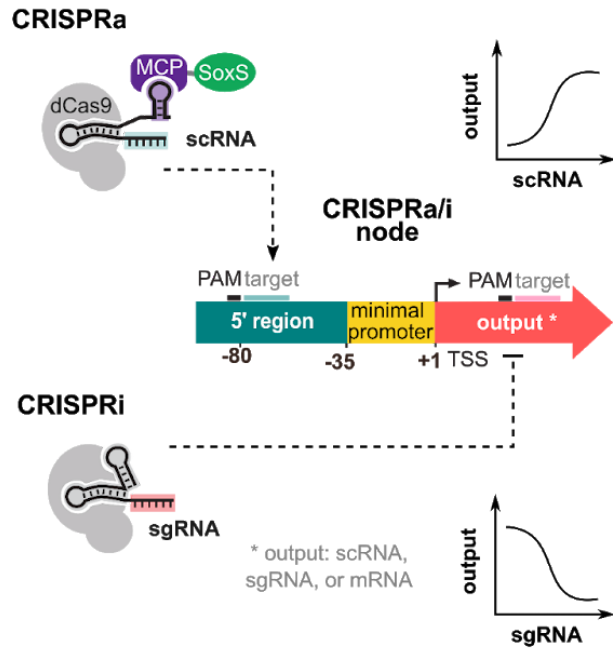 CRISPRa
MCP SoxS
dCas9
scRNA
output
scRNA
CRISPRa/i
node
PAM target
PAM target
5' region
minimal
promoter
output *
-80
-35
+1 TSS
CRISPRi
sgRNA
* output: scRNA,
sgRNA, or mRNA
output
sgRNA